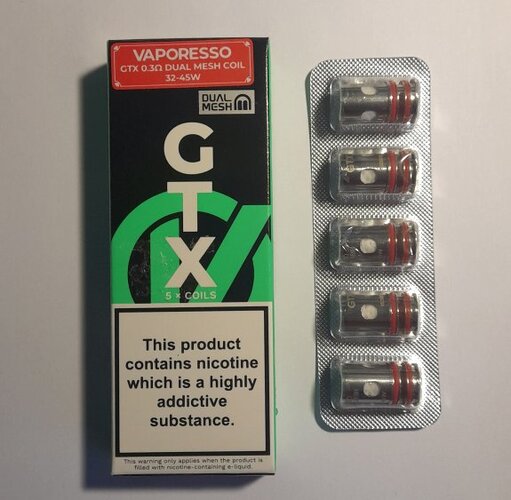 VAPORESSO
GTX 0.3Ω DUAL MESH COIL
32-45W
DUAL
MESH
G
T
X
5 × COILS
This product
contains nicotine
which is a highly
addictive
substance.
This warning only applies when the product is
filled with nicotine-containing e-liquid.
GTX